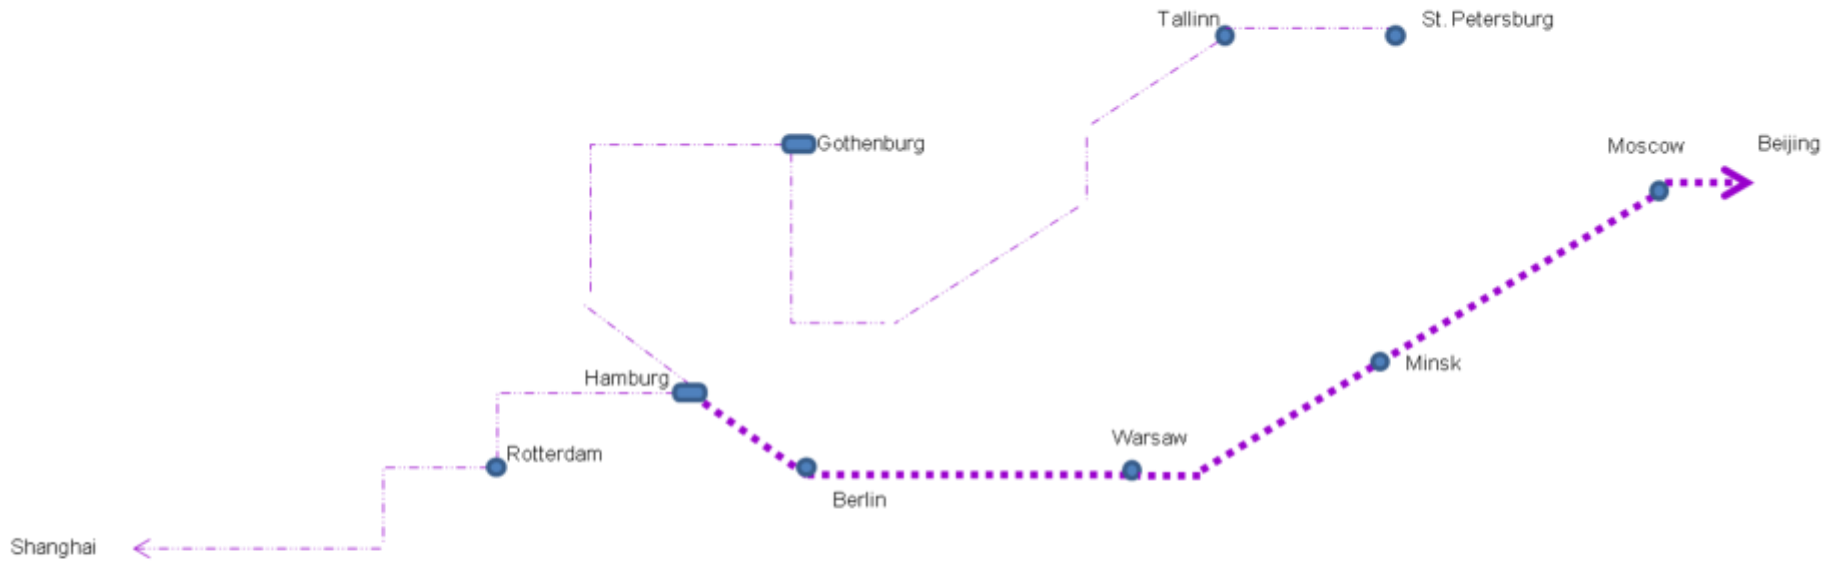 Tallinn
St. Petersburg
Gothenburg
Moscow
Beijing
Minsk
Hamburg
Warsaw
Rotterdam
Berlin
Shanghai